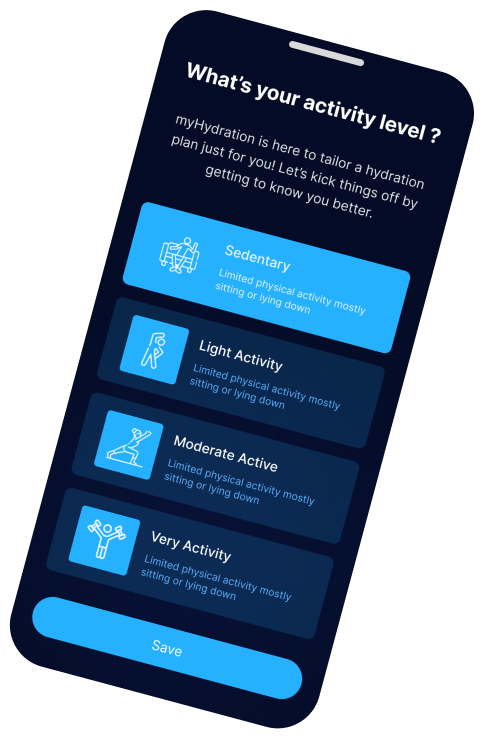 What's your activity level ?
myHydration is here to tailor a hydration
plan just for you! Let's kick things off by
getting to know you better.
Sedentary
Limited physical activity mostly
sitting or lying down
Light Activity
Limited physical activity mostly
sitting or lying down
Moderate Active
Limited physical activity mostly
sitting or lying down
Very Activity
Limited physical activity mostly
sitting or lying down
Save